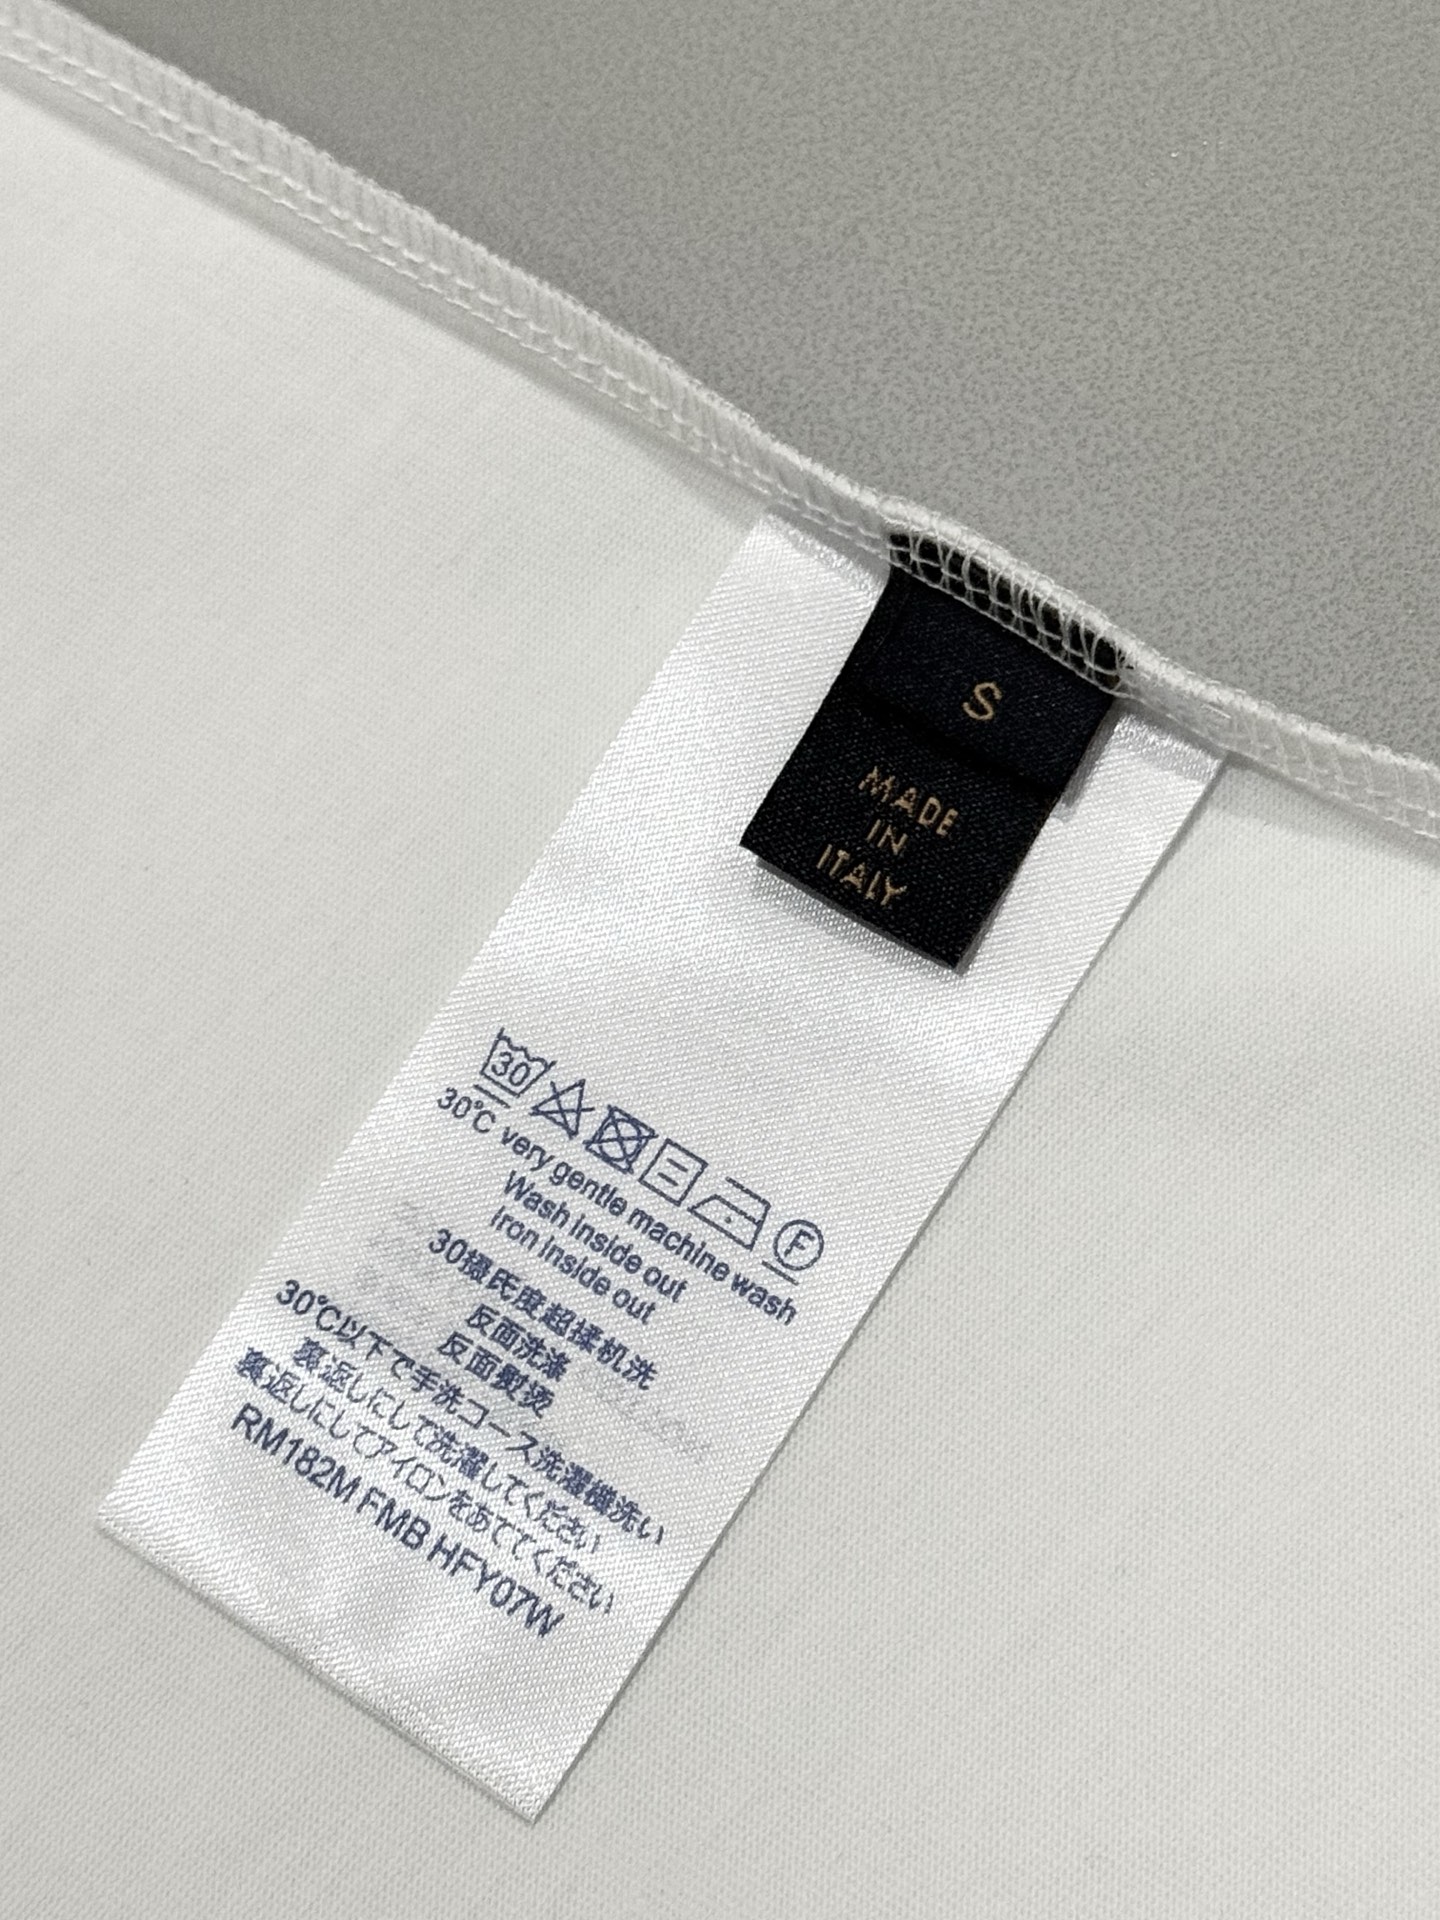 S
MADE
IN
ITALY
30
F
30℃ very gentle machine wash
Wash inside out
Iron inside out
30摄氏度超揉机洗
反面洗涤
反面熨烫
30℃以下で手洗コース洗濯機洗い
裏返しにして洗濯してください
裏返しにしてアイロンをあててください
RM182M FMB HFY07W